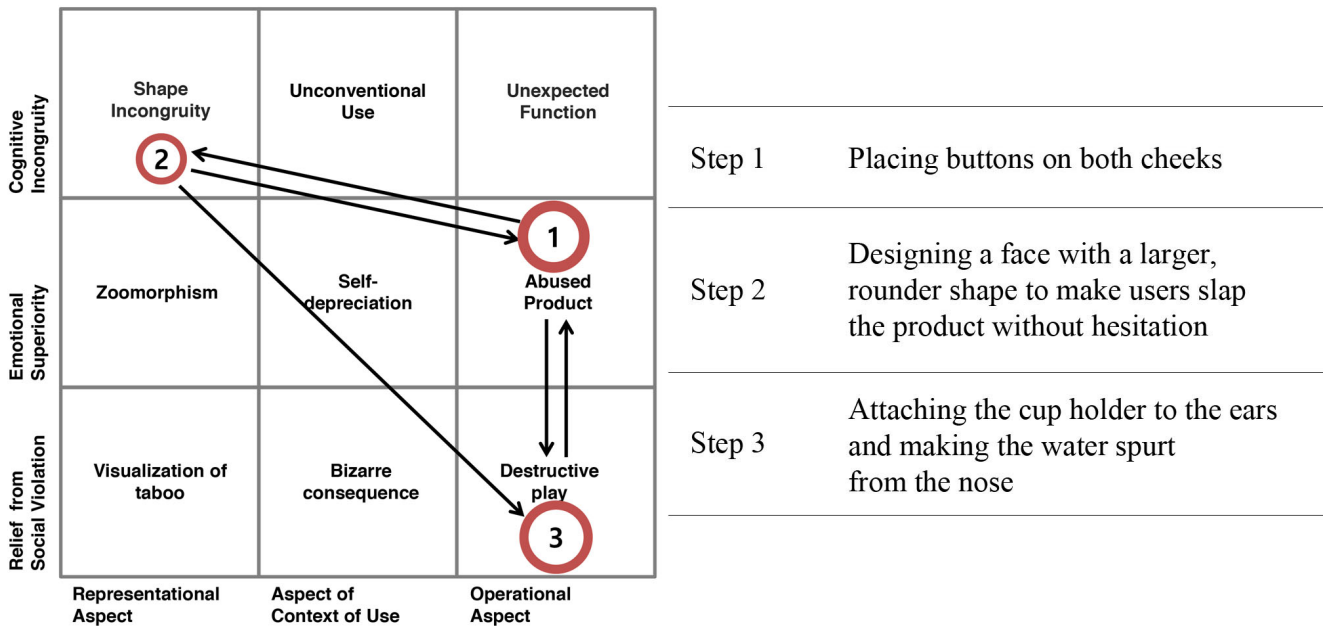 Cognitive
Incongruity
Shape
Incongruity
2
Unconventional
Use
Unexpected
Function
Emotional
Superiority
Zoomorphism
Self-
depreciation
1
Abused
Product
Relief from
Social Violation
Visualization of
taboo
Bizarre
consequence
Destructive
play
3
Representational
Aspect
Aspect of
Context of Use
Operational
Aspect
Step 1
Placing buttons on both cheeks
Step 2
Designing a face with a larger,
rounder shape to make users slap
the product without hesitation
Step 3
Attaching the cup holder to the ears
and making the water spurt
from the nose